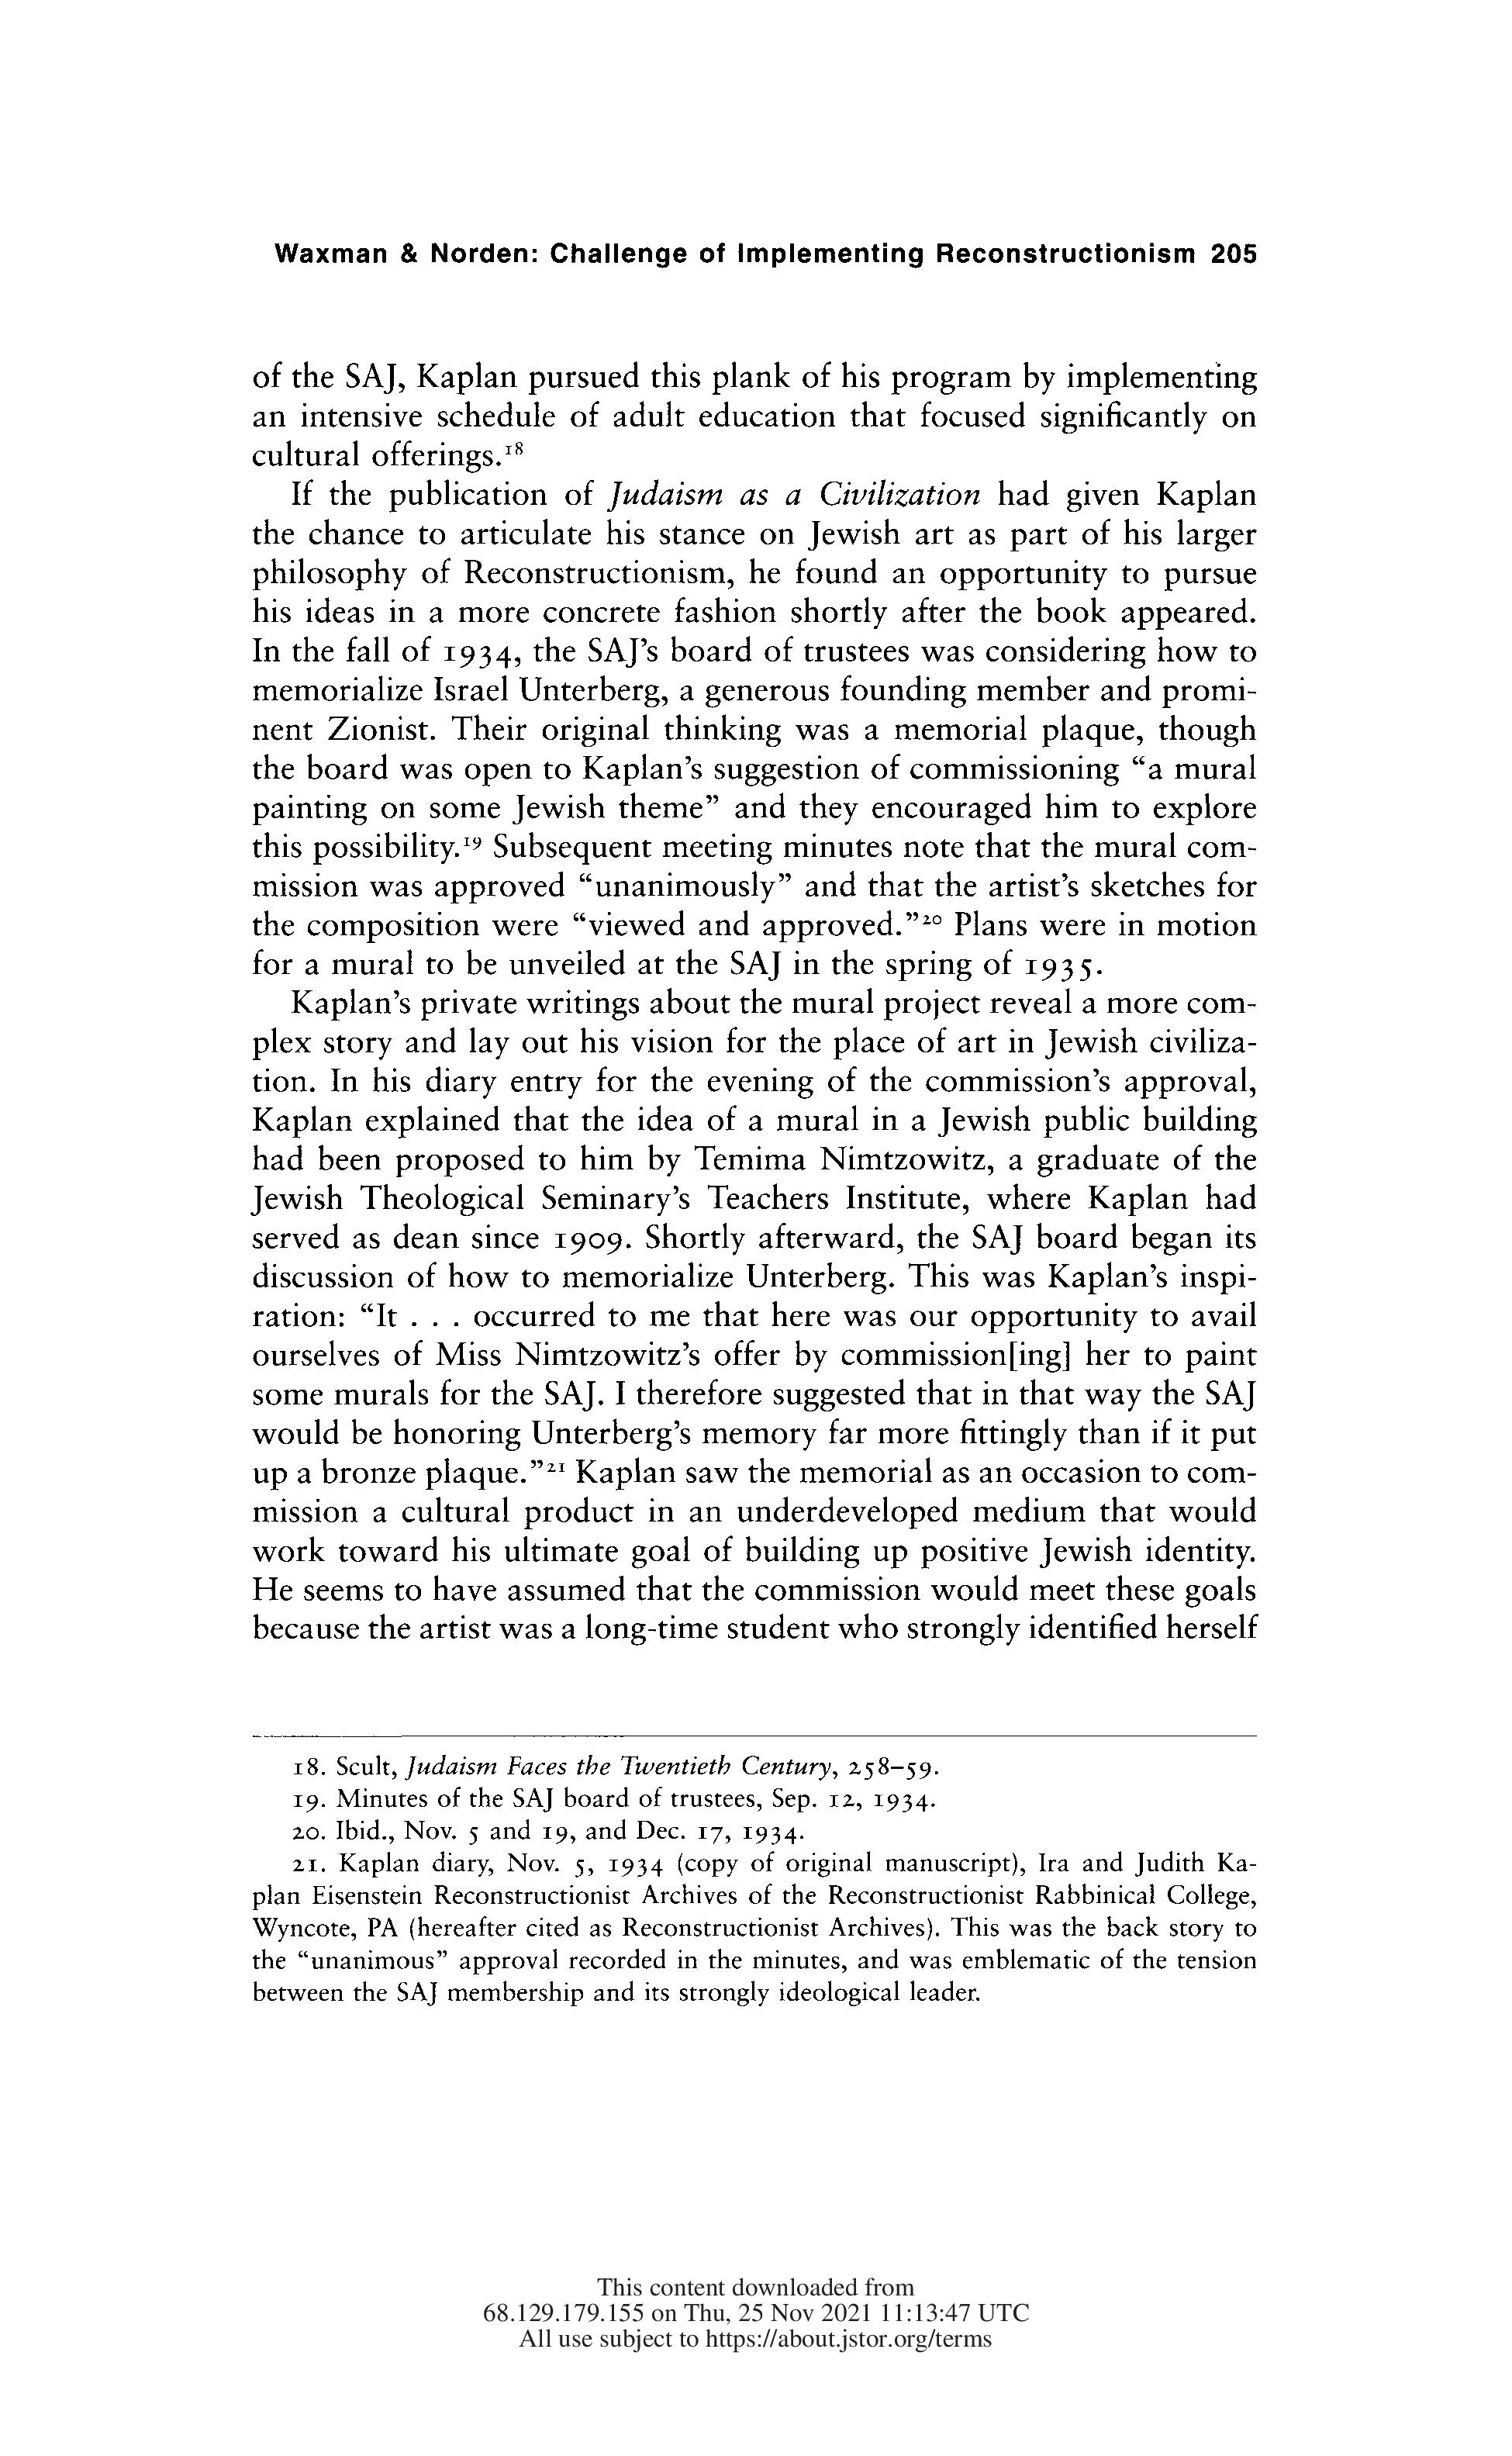 Waxman & Norden: Challenge of Implementing Reconstructionism 205
of the SAJ, Kaplan pursued this plank of his program by implementing
an intensive schedule of adult education that focused significantly on
cultural offerings.18
If the publication of Judaism as a Civilization had given Kaplan
the chance to articulate his stance on Jewish art as part of his larger
philosophy of Reconstructionism, he found an opportunity to pursue
his ideas in a more concrete fashion shortly after the book appeared.
In the fall of 1934, the SAJ's board of trustees was considering how to
memorialize Israel Unterberg, a generous founding member and promi-
nent Zionist. Their original thinking was a memorial plaque, though
the board was open to Kaplan's suggestion of commissioning “a mural
painting on some Jewish theme” and they encouraged him to explore
this possibility.19 Subsequent meeting minutes note that the mural com-
mission was approved “unanimously” and that the artist's sketches for
the composition were “viewed and approved.”20 Plans were in motion
for a mural to be unveiled at the SAJ in the spring of 1935.
Kaplan's private writings about the mural project reveal a more com-
plex story and lay out his vision for the place of art in Jewish civiliza-
tion. In his diary entry for the evening of the commission's approval,
Kaplan explained that the idea of a mural in a Jewish public building
had been proposed to him by Temima Nimtzowitz, a graduate of the
Jewish Theological Seminary's Teachers Institute, where Kaplan had
served as dean since 1909. Shortly afterward, the SAJ board began its
discussion of how to memorialize Unterberg. This was Kaplan's inspi-
ration: “It . . . occurred to me that here was our opportunity to avail
ourselves of Miss Nimtzowitz's offer by commission[ing] her to paint
some murals for the SAJ. I therefore suggested that in that way the SAJ
would be honoring Unterberg's memory far more fittingly than if it put
up a bronze plaque.”21 Kaplan saw the memorial as an occasion to com-
mission a cultural product in an underdeveloped medium that would
work toward his ultimate goal of building up positive Jewish identity.
He seems to have assumed that the commission would meet these goals
because the artist was a long-time student who strongly identified herself
18. Scult, Judaism Faces the Twentieth Century, 258–59.
19. Minutes of the SAJ board of trustees, Sep. 12, 1934.
20. Ibid., Nov. 5 and 19, and Dec. 17, 1934.
21. Kaplan diary, Nov. 5, 1934 (copy of original manuscript), Ira and Judith Ka-
plan Eisenstein Reconstructionist Archives of the Reconstructionist Rabbinical College,
Wyncote, PA (hereafter cited as Reconstructionist Archives). This was the back story to
the “unanimous” approval recorded in the minutes, and was emblematic of the tension
between the SAJ membership and its strongly ideological leader.
This content downloaded from
68.129.179.155 on Thu, 25 Nov 2021 11:13:47 UTC
All use subject to https://about.jstor.org/terms